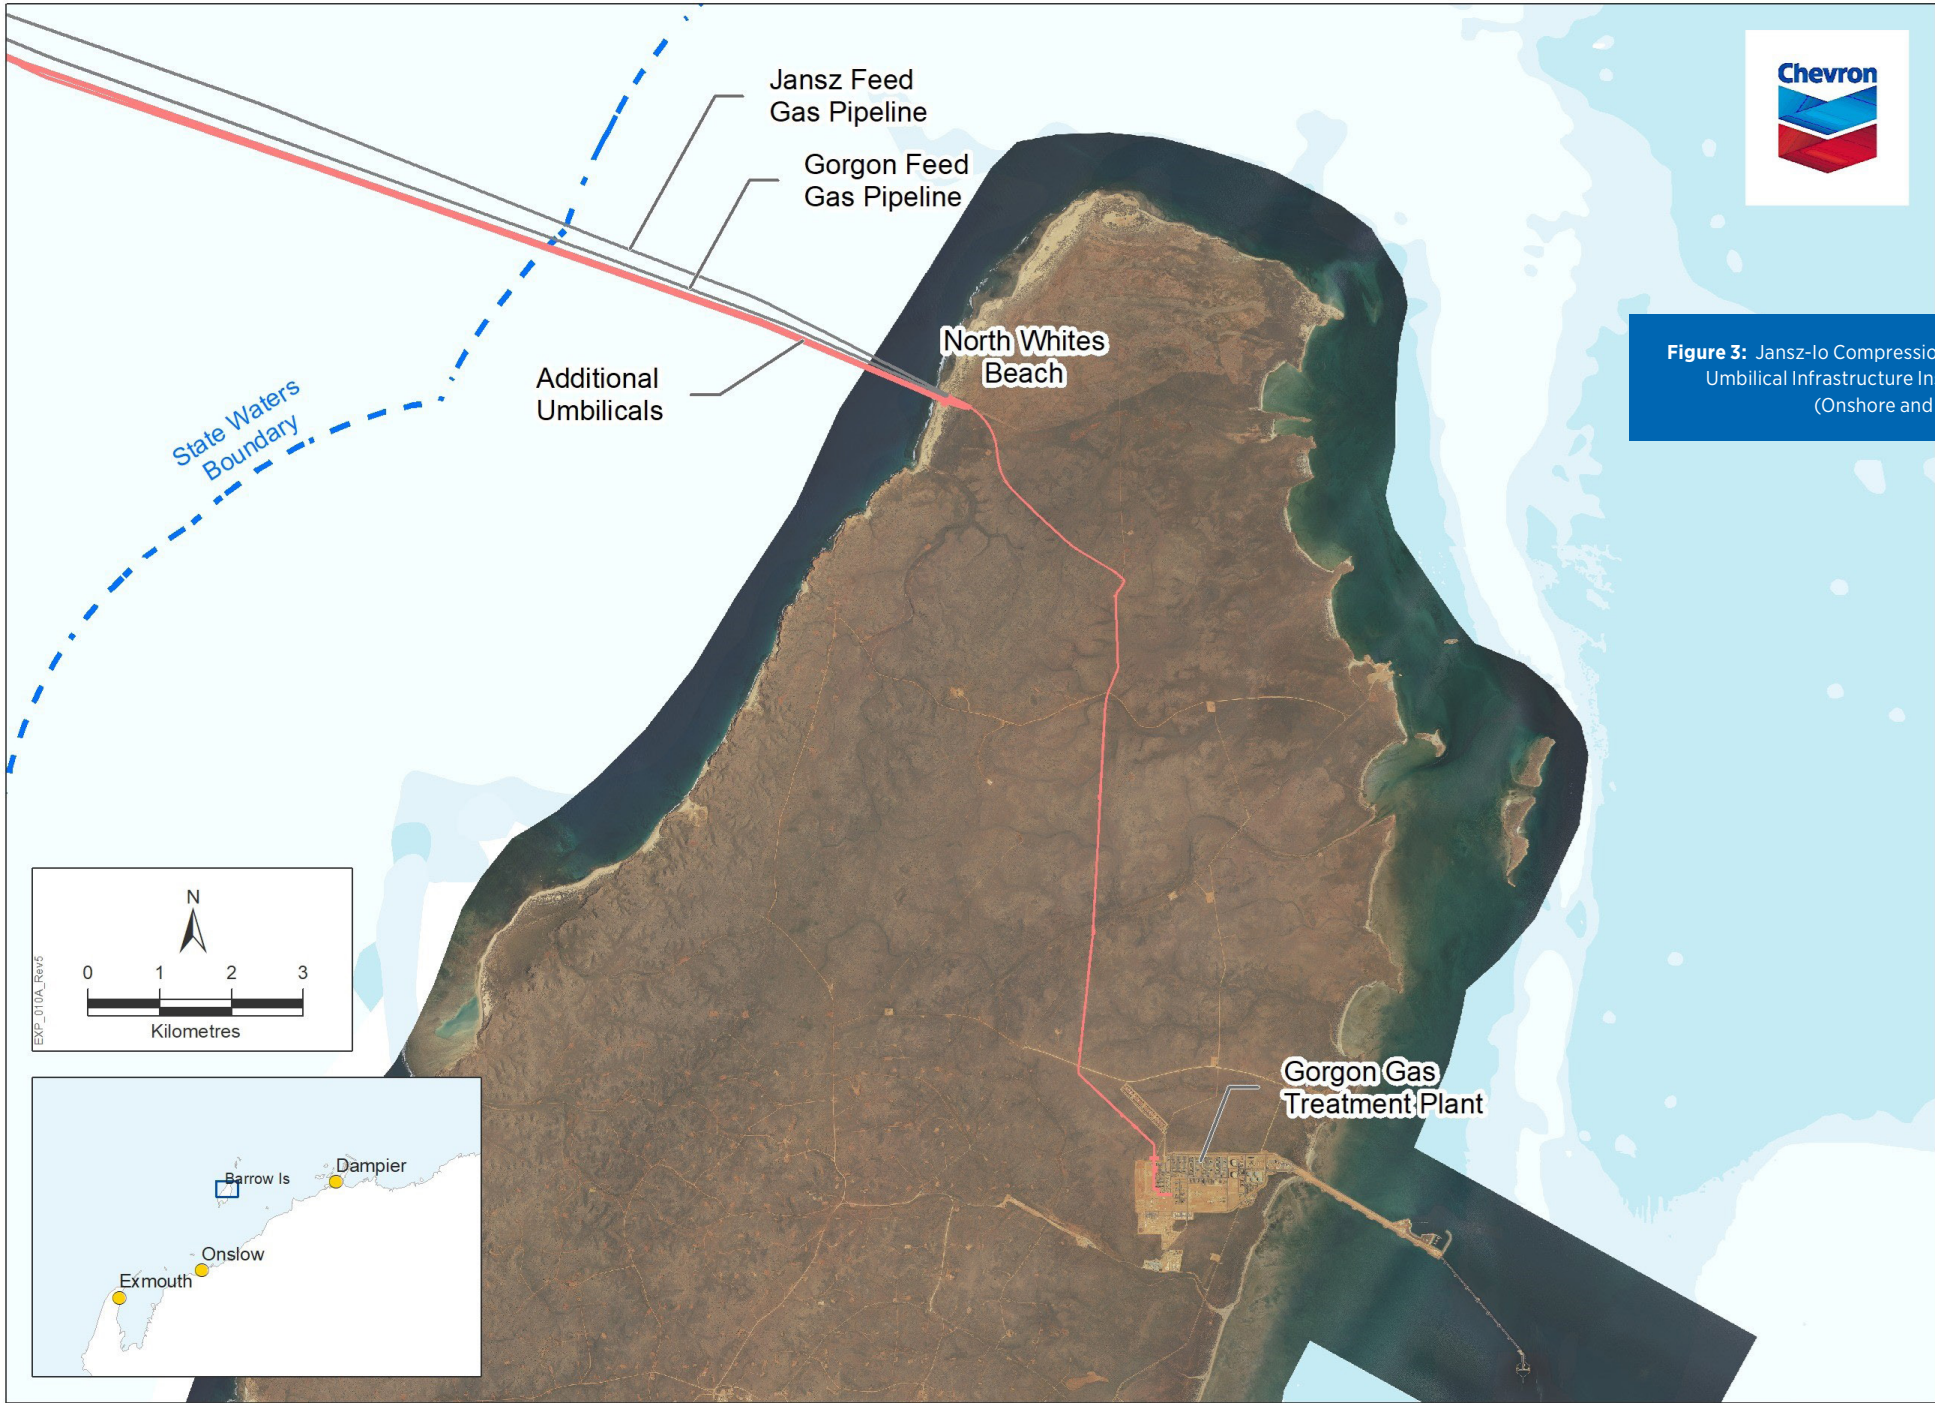 Chevron
Jansz Feed
Gas Pipeline
Gorgon Feed
Gas Pipeline
Figure 3: Jansz-Io Compressio
Umbilical Infrastructure Ins
(Onshore and
North Whites
Beach
Additional
Umbilicals
State Waters
Boundary
N
0 1 2 3
Kilometres
EXP_010A_Rev5
Gorgon Gas
Treatment Plant
Barrow Is
Dampier
Onslow
Exmouth